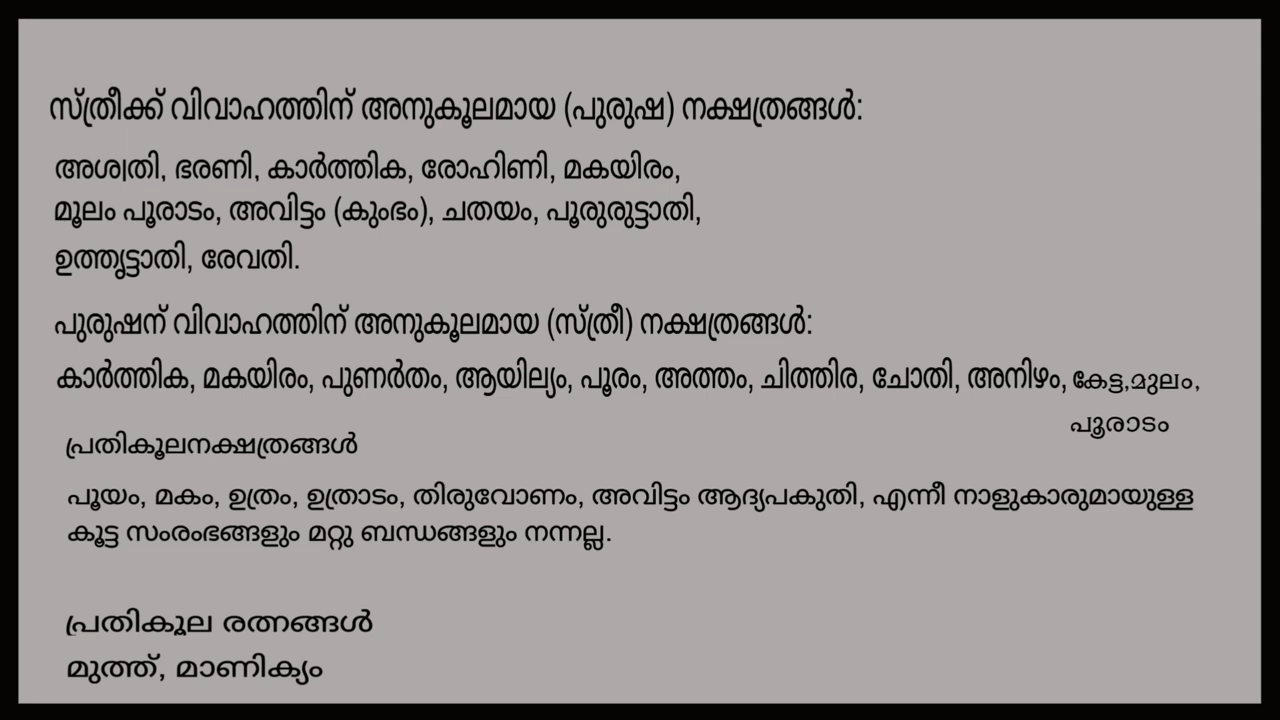 സ്ത്രീക്ക് വിവാഹത്തിന് അനുകൂലമായ (പുരുഷ) നക്ഷത്രങ്ങൾ:
അശ്വതി, ഭരണി, കാർത്തിക, രോഹിണി, മകയിരം,
മൂലം പൂരാടം, അവിട്ടം (കുംഭം), ചതയം, പൂരുരുട്ടാതി,
ഉത്തൃട്ടാതി, രേവതി.
പുരുഷന് വിവാഹത്തിന് അനുകൂലമായ (സ്ത്രീ) നക്ഷത്രങ്ങൾ:
കാർത്തിക, മകയിരം, പുണർതം, ആയില്യം, പൂരം, അത്തം, ചിത്തിര, ചോതി, അനിഴം, കേട്ട,മുലം,
പൂരാടം
പ്രതികൂലനക്ഷത്രങ്ങൾ
പൂയം, മകം, ഉത്രം, ഉത്രാടം, തിരുവോണം, അവിട്ടം ആദ്യപകുതി, എന്നീ നാളുകാരുമായുള്ള
കൂട്ട സംരംഭങ്ങളും മറ്റു ബന്ധങ്ങളും നന്നല്ല.
പ്രതികൂല രത്നങ്ങൾ
മുത്ത്, മാണിക്യം